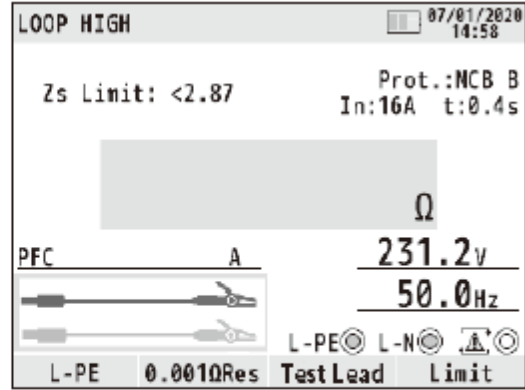 LOOP HIGH 07/01/2020
14:58
Zs Limit: <2.87 Prot.:NCB B
In:16A t:0.4s
Ω
PFC A 231.2V
50.0Hz
L-PE L-N
L-PE 0.001ΩRes Test Lead Limit